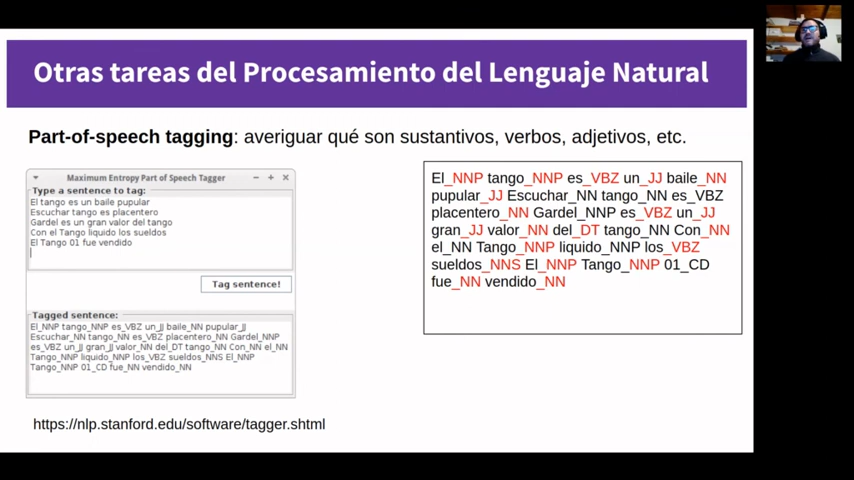 Otras tareas del Procesamiento del Lenguaje Natural
Part-of-speech tagging: averiguar qué son sustantivos, verbos, adjetivos, etc.
Maximum Entropy Part of Speech Tagger
Type a sentence to tag:
El tango es un baile pupular
Escuchar tango es placentero
Gardel es un gran valor del tango
Con el Tango liquido los sueldos
El Tango 01 fue vendido
Tag sentence!
Tagged sentence:
El_NNP tango_NNP es_VBZ un_JJ baile_NN pupular_JJ
Escuchar_NN tango_NN es_VBZ placentero_NN Gardel_NNP
es_VBZ un_JJ gran_JJ valor_NN del_DT tango_NN Con_NN el_NN
Tango_NNP liquido_NNP los_VBZ sueldos_NNS El_NNP
Tango_NNP 01_CD fue_NN vendido_NN
El_NNP tango_NNP es_VBZ un_JJ baile_NN
pupular_JJ Escuchar_NN tango_NN es_VBZ
placentero_NN Gardel_NNP es_VBZ un_JJ
gran_JJ valor_NN del_DT tango_NN Con_NN
el_NN Tango_NNP liquido_NNP los_VBZ
sueldos_NNS El_NNP Tango_NNP 01_CD
fue_NN vendido_NN
https://nlp.stanford.edu/software/tagger.shtml